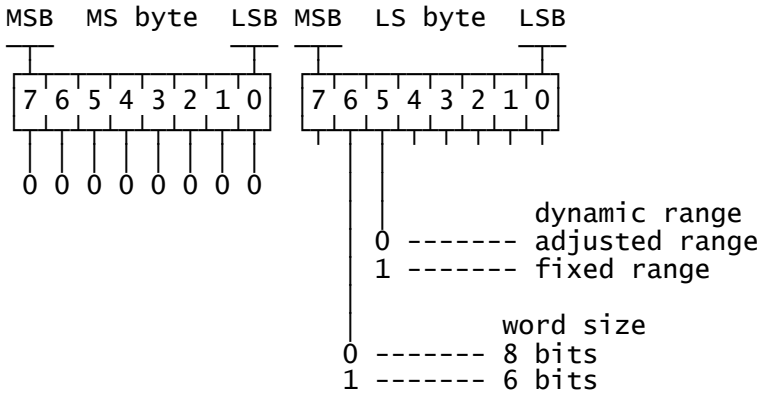 MSB MS byte LSB MSB LS byte LSB
7 6 5 4 3 2 1 0 7 6 5 4 3 2 1 0
0 0 0 0 0 0 0 0
dynamic range
0 ------- adjusted range
1 ------- fixed range
word size
0 ------- 8 bits
1 ------- 6 bits